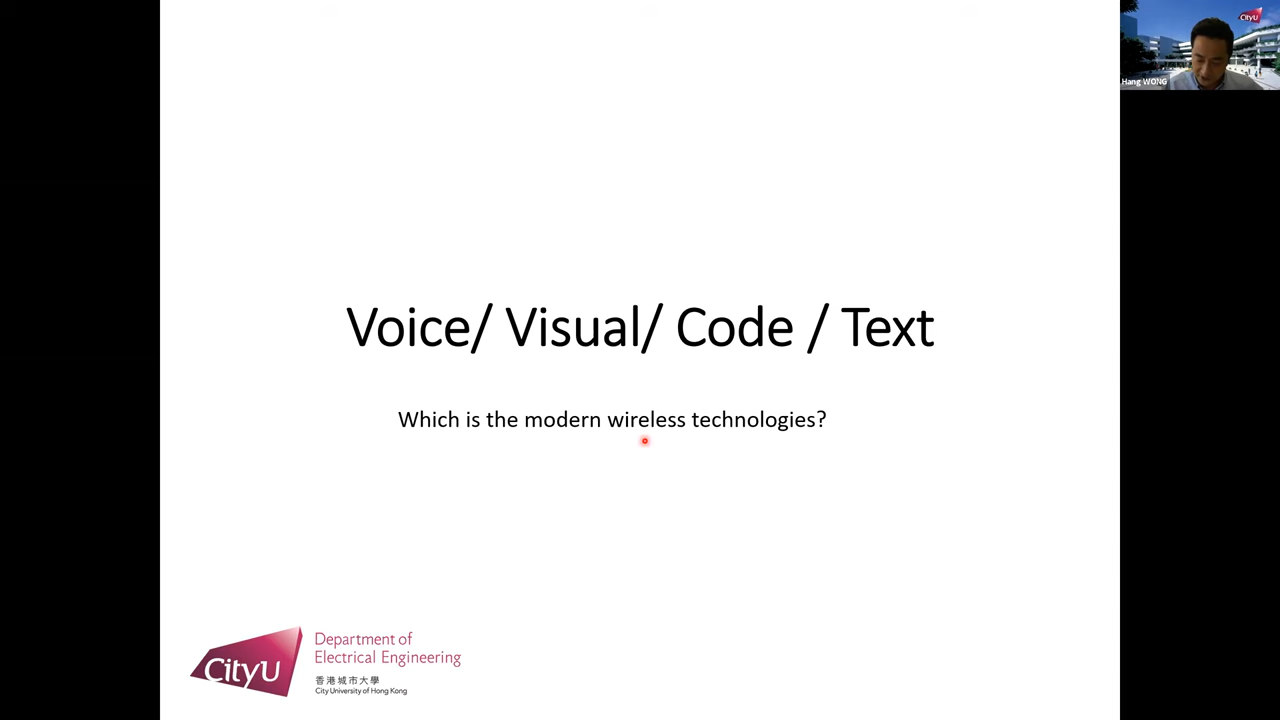 CityU
Hang WONG
Voice/ Visual/ Code / Text
Which is the modern wireless technologies?
CityU
Department of
Electrical Engineering
香港城市大學
City University of Hong Kong